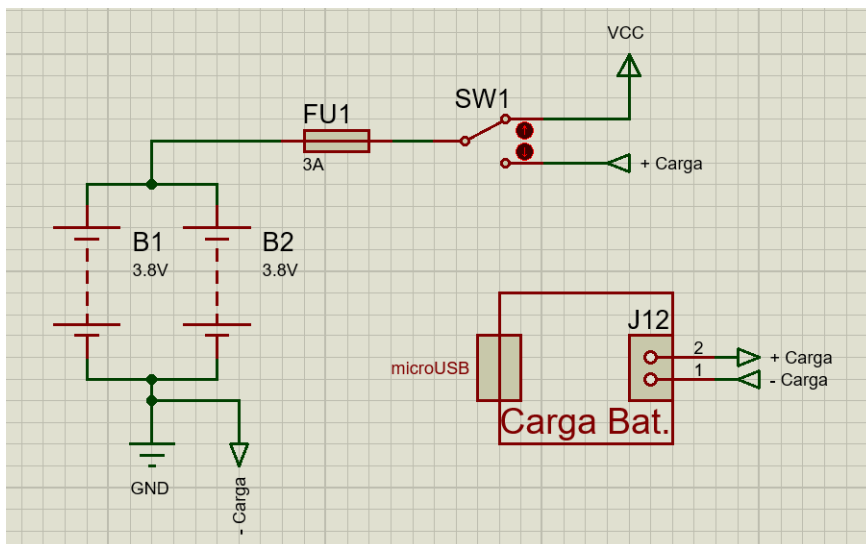 VCC
SW1
FU1
3A
+ Carga
B1
3.8V
B2
3.8V
J12
microUSB
2
+ Carga
1
- Carga
Carga Bat.
GND
- Carga